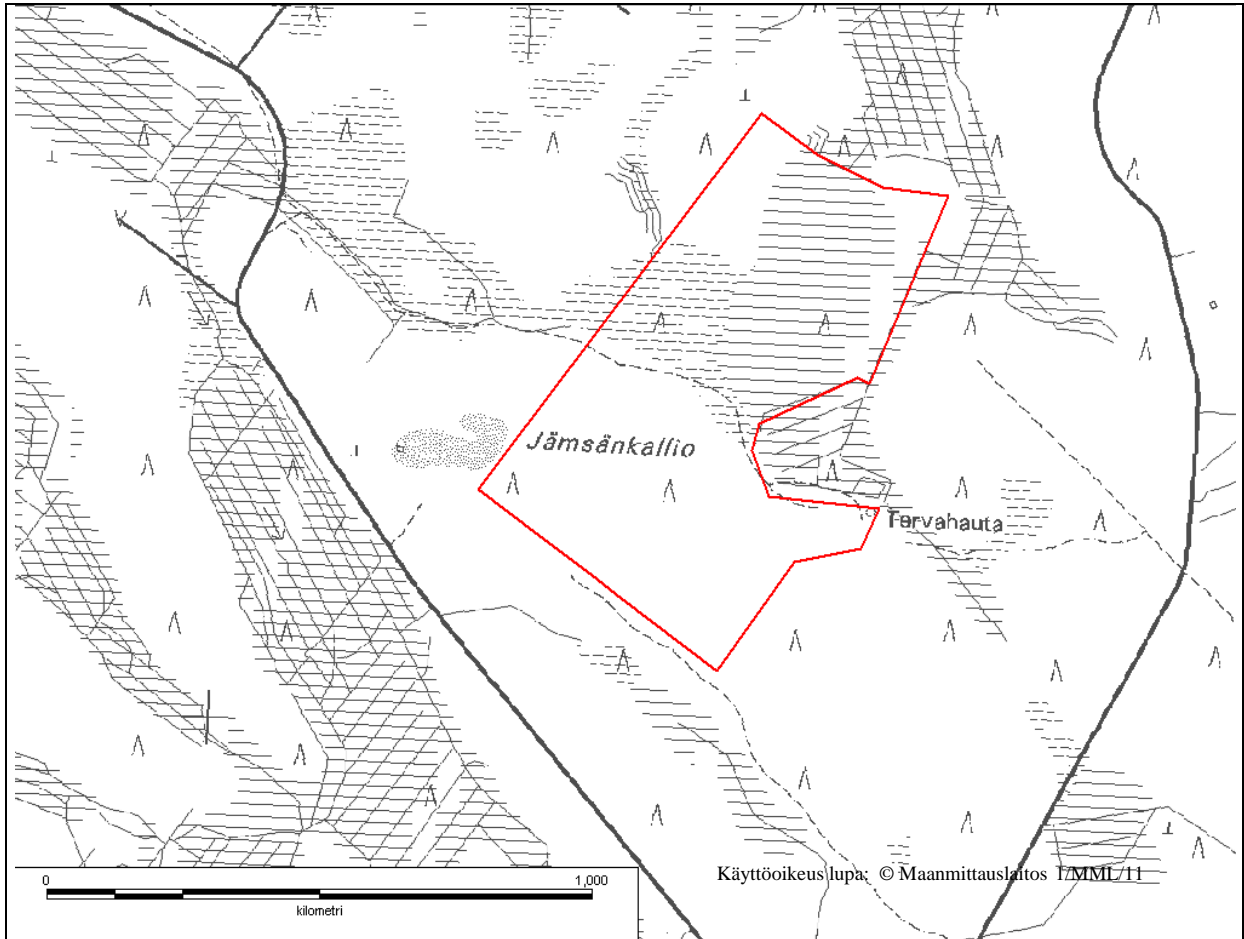 Jämsänkallio
Tervahauta
Käyttöoikeus lupa: © Maanmittauslaitos 1/MML/11
0 1,000
kilometri